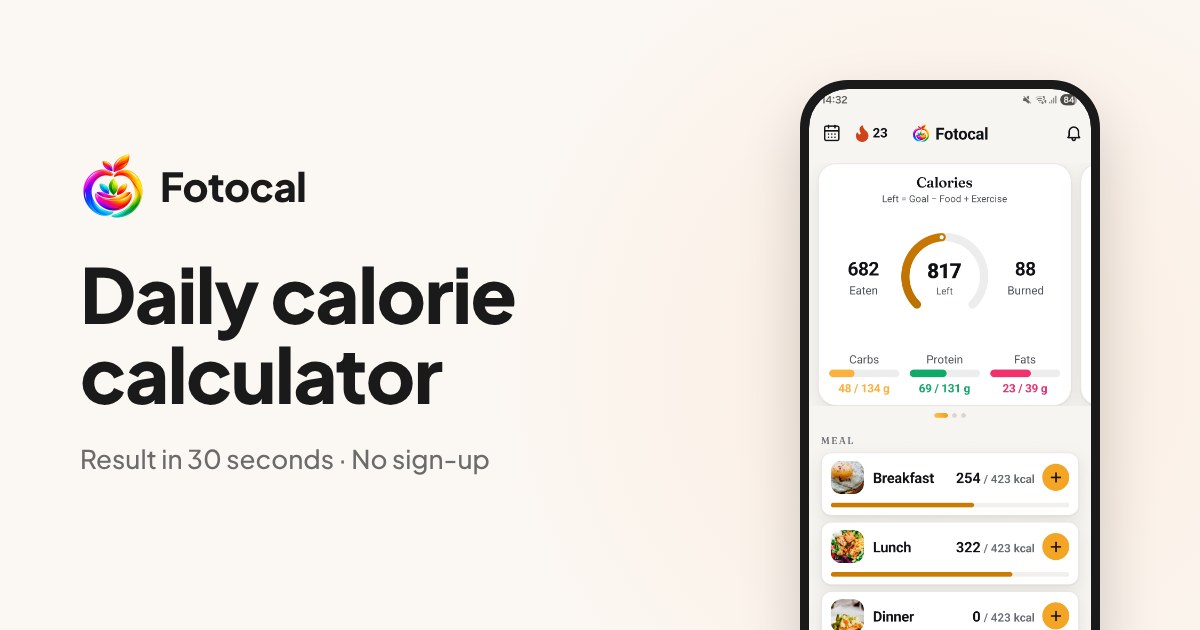 Fotocal
Daily calorie
calculator
Result in 30 seconds · No sign-up
14:32
84
23
Fotocal
Calories
Left = Goal − Food + Exercise
682
Eaten
817
Left
88
Burned
Carbs
Protein
Fats
48 / 134 g
69 / 131 g
23 / 39 g
MEAL
Breakfast 254 / 423 kcal +
Lunch 322 / 423 kcal +
Dinner 0 / 423 kcal +